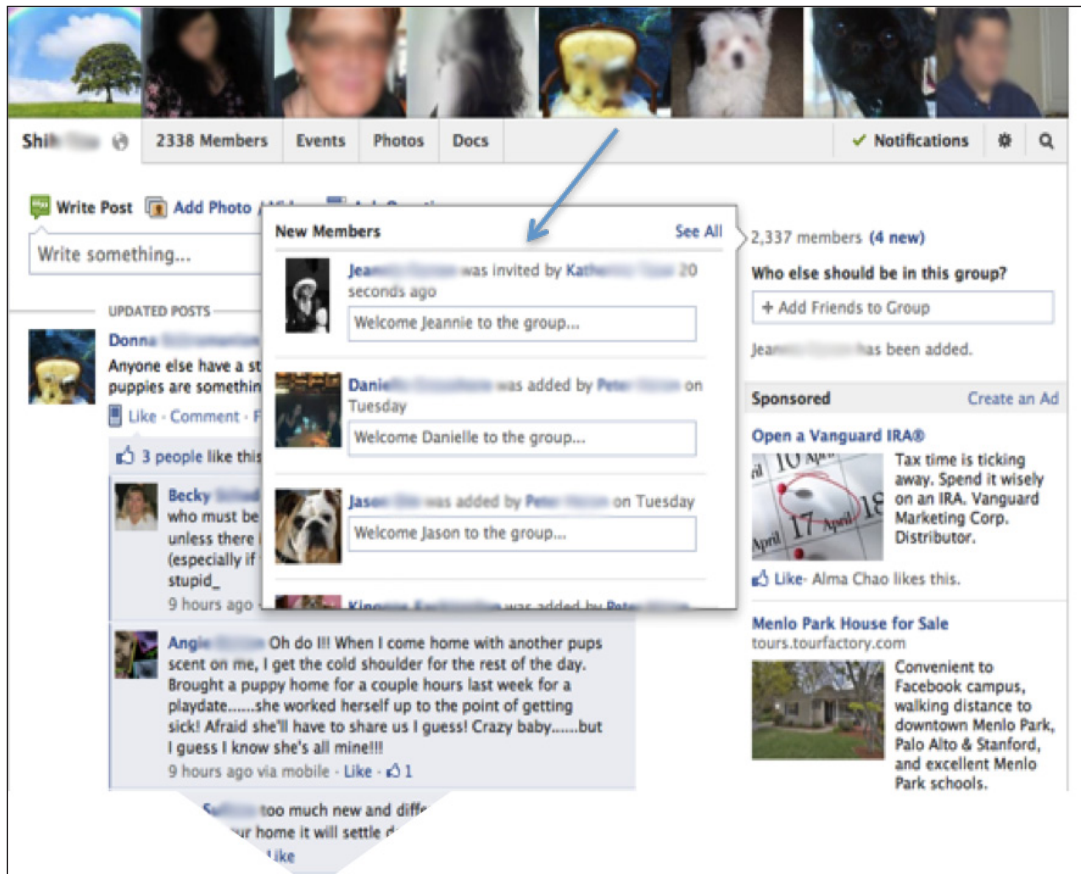 Shih
2338 Members
Events
Photos
Docs
Notifications
Write Post
Add Photo /
Write something...
UPDATED POSTS
Donna
Anyone else have a st
puppies are somethin
Like · Comment · F
3 people like this
Becky
who must be
unless there
(especially if
stupid_
9 hours ago
Angie Oh do I!! When I come home with another pups
scent on me, I get the cold shoulder for the rest of the day.
Brought a puppy home for a couple hours last week for a
playdate......she worked herself up to the point of getting
sick! Afraid she'll have to share us I guess! Crazy baby......but
I guess I know she's all mine!!!
9 hours ago via mobile · Like · 1
too much new and diffe
ur home it will settle d
Like
New Members
See All
was invited by 20
seconds ago
Welcome Jeannie to the group...
was added by Peter on
Tuesday
Welcome Danielle to the group...
Jason was added by Peter on Tuesday
Welcome Jason to the group...
was added by
2,337 members (4 new)
Who else should be in this group?
+ Add Friends to Group
has been added.
Sponsored
Create an Ad
Open a Vanguard IRA®
Tax time is ticking
away. Spend it wisely
on an IRA. Vanguard
Marketing Corp.
Distributor.
Like · Alma Chao likes this.
Menlo Park House for Sale
tours.tourfactory.com
Convenient to
Facebook campus,
walking distance to
downtown Menlo Park,
Palo Alto & Stanford,
and excellent Menlo
Park schools.
10 April
17 April
18
April